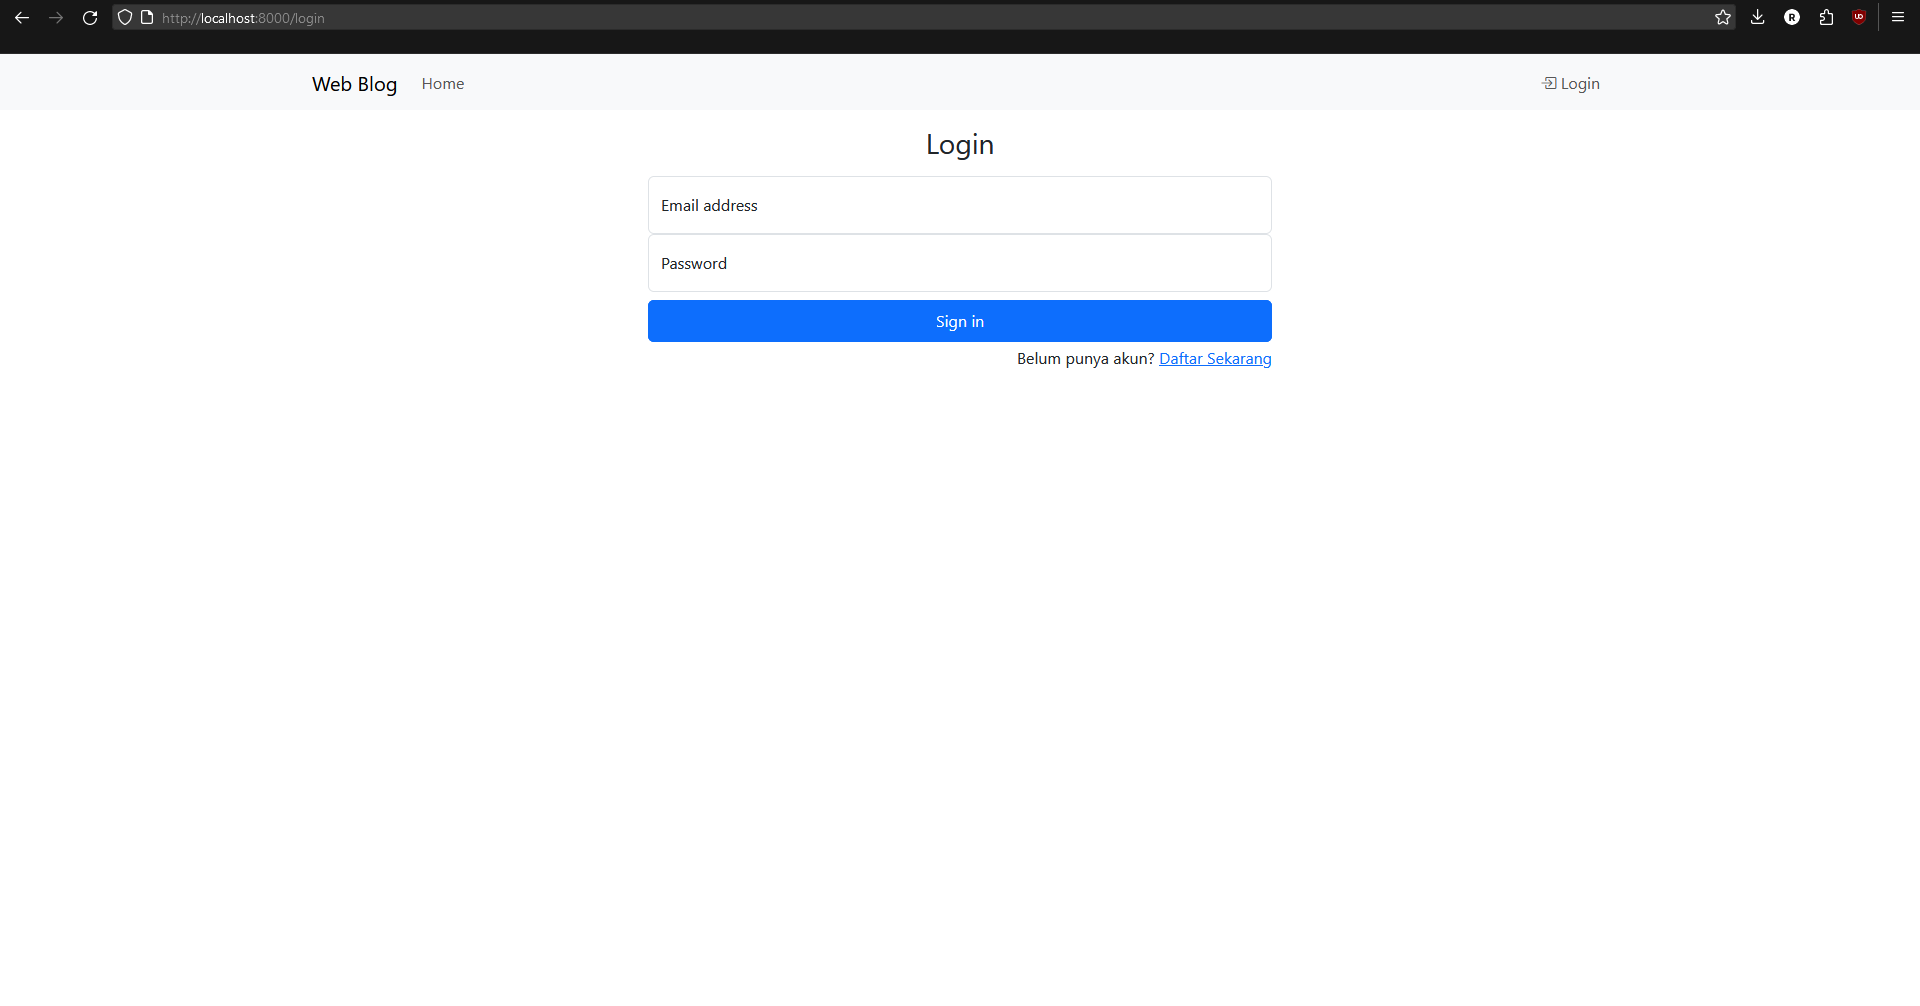 http://localhost:8000/login
Web Blog Home Login
Login
Email address
Password
Sign in
Belum punya akun? Daftar Sekarang